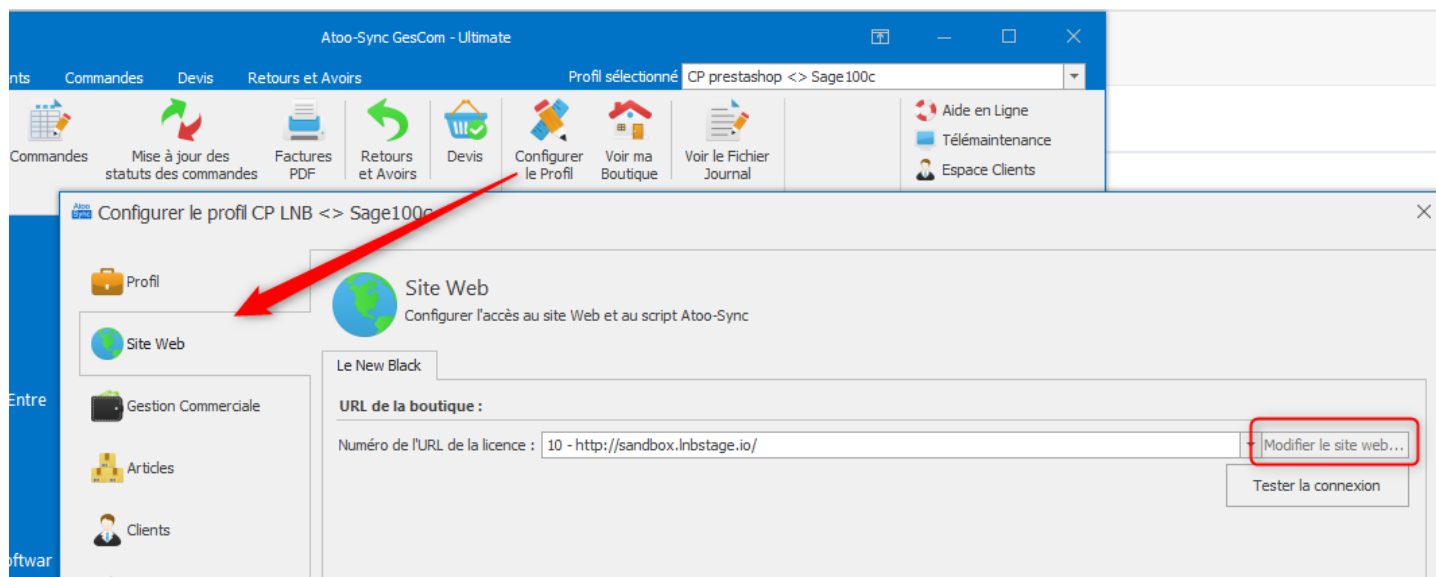 Atoo-Sync GesCom - Ultimate
nts Commandes Devis Retours et Avoirs Profil sélectionné CP prestashop <> Sage100c
Commandes
Mise à jour des
statuts des commandes
Factures
PDF
Retours
et Avoirs
Devis
Configurer
le Profil
Voir ma
Boutique
Voir le Fichier
Journal
Aide en Ligne
Télémaintenance
Espace Clients
Atoo
Sync
Configurer le profil CP LNB <> Sage100c
Profil
Site Web
Gestion Commerciale
Articles
Clients
Entre
oftwar
Site Web
Configurer l'accès au site Web et au script Atoo-Sync
Le New Black
URL de la boutique :
Numéro de l'URL de la licence : 10 - http://sandbox.lnbstage.io/ Modifier le site web...
Tester la connexion